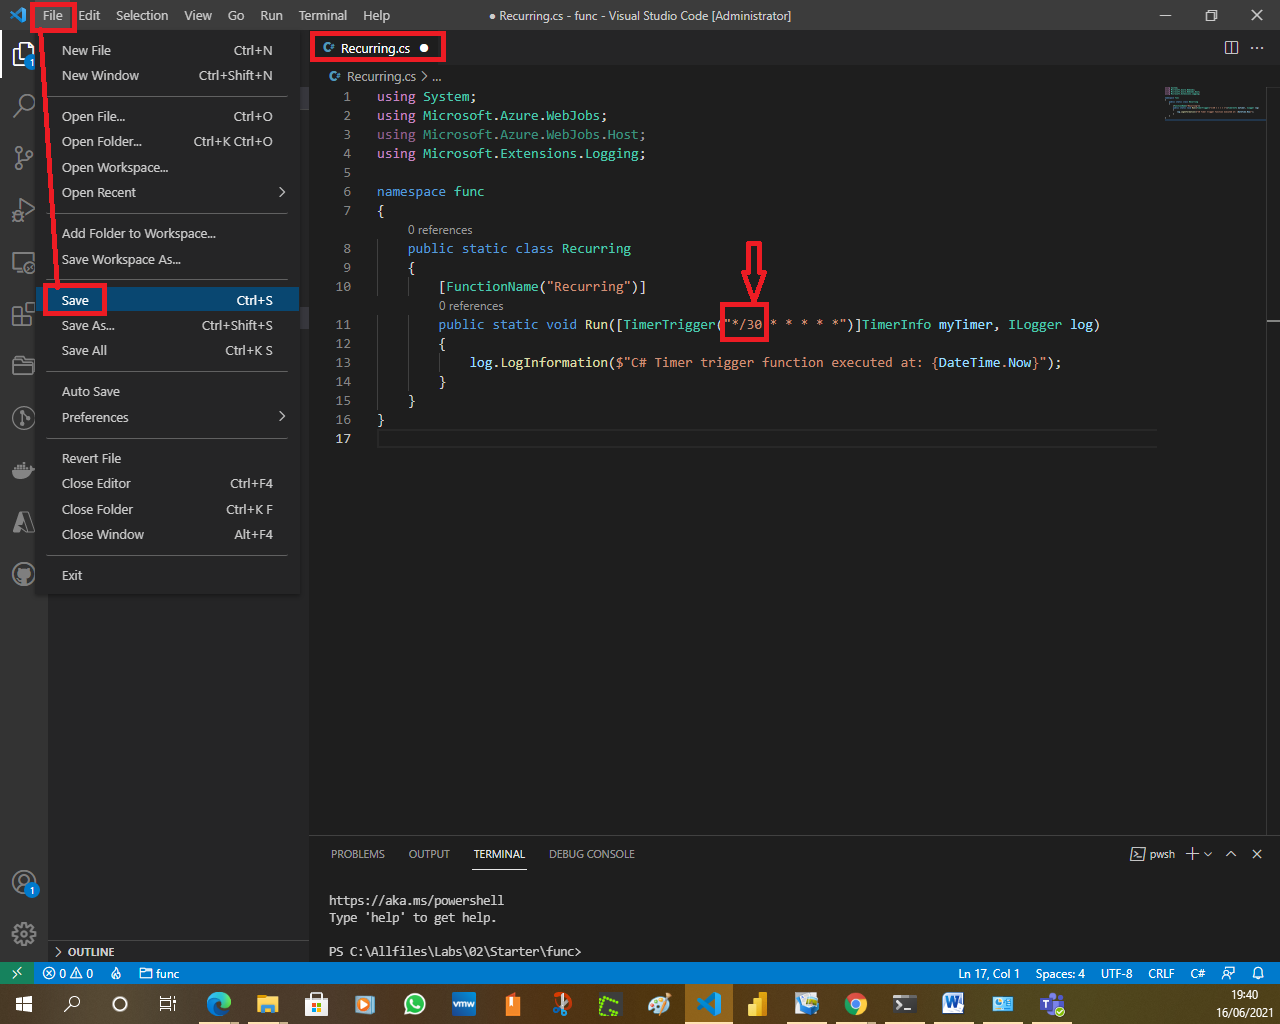 File Edit Selection View Go Run Terminal Help
● Recurring.cs - func - Visual Studio Code [Administrator]
New File Ctrl+N
New Window Ctrl+Shift+N
Open File... Ctrl+O
Open Folder... Ctrl+K Ctrl+O
Open Workspace...
Open Recent
Add Folder to Workspace...
Save Workspace As...
Save Ctrl+S
Save As... Ctrl+Shift+S
Save All Ctrl+K S
Auto Save
Preferences
Revert File
Close Editor Ctrl+F4
Close Folder Ctrl+K F
Close Window Alt+F4
Exit
1
1
OUTLINE
Recurring.cs ●
Recurring.cs > ...
1 using System;
2 using Microsoft.Azure.WebJobs;
3 using Microsoft.Azure.WebJobs.Host;
4 using Microsoft.Extensions.Logging;
5
6 namespace func
7 {
0 references
8 public static class Recurring
9 {
10 [FunctionName("Recurring")]
0 references
11 public static void Run([TimerTrigger("*/30 * * * * *")]TimerInfo myTimer, ILogger log)
12 {
13 log.LogInformation($"C# Timer trigger function executed at: {DateTime.Now}");
14 }
15 }
16 }
17
PROBLEMS OUTPUT TERMINAL DEBUG CONSOLE
pwsh
https://aka.ms/powershell
Type 'help' to get help.
PS C:\Allfiles\Labs\02\Starter\func>
0 0 func
Ln 17, Col 1 Spaces: 4 UTF-8 CRLF C#
vmw
19:40
16/06/2021